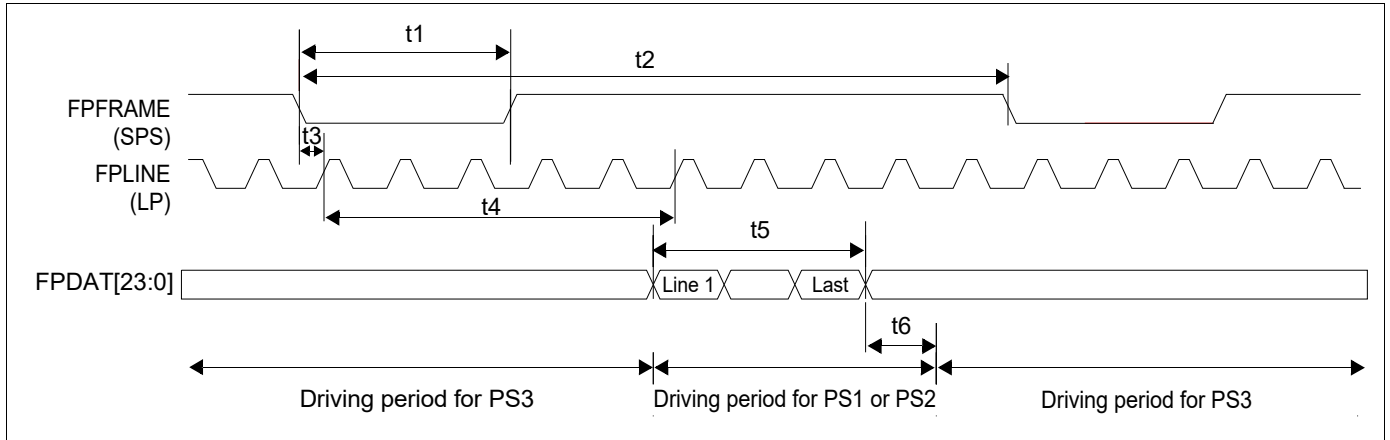 t1
t2
FPFRAME
(SPS)
t3
FPLINE
(LP)
t4
t5
FPDAT[23:0]
Line 1
Last
t6
Driving period for PS3
Driving period for PS1 or PS2
Driving period for PS3